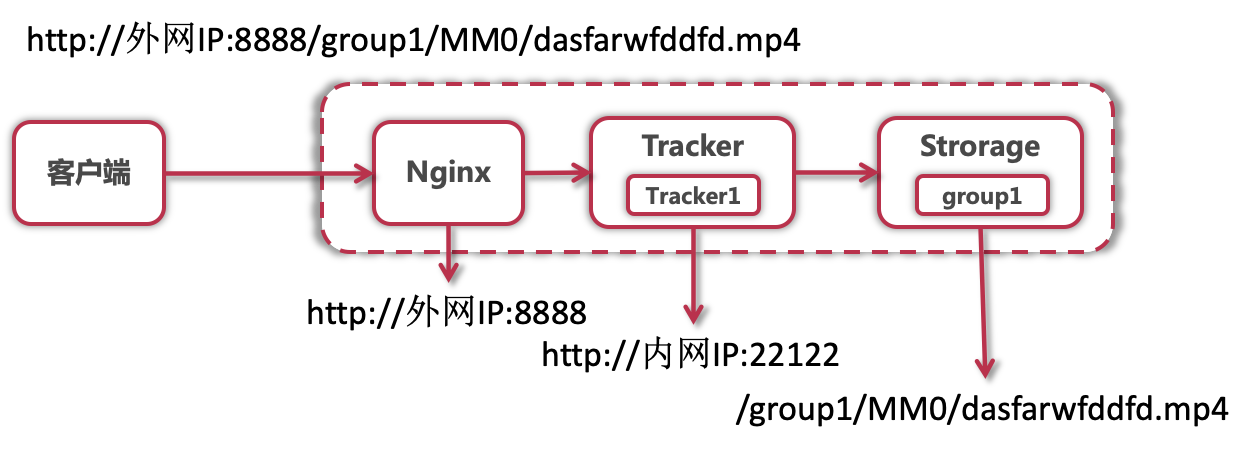 http://外网IP:8888/group1/MM0/dasfarwfddfd.mp4
客户端
Nginx
Tracker
Tracker1
Strorage
group1
http://外网IP:8888
http://内网IP:22122
/group1/MM0/dasfarwfddfd.mp4